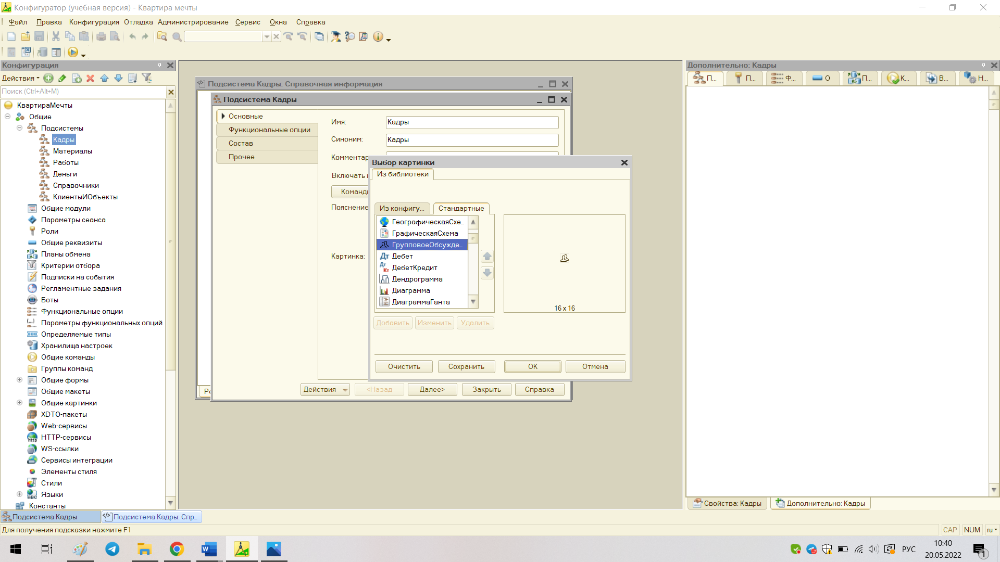 Конфигуратор (учебная версия) - Квартира мечты
Файл Правка Конфигурация Отладка Администрирование Сервис Окна Справка
Конфигурация
Действия
Поиск (Ctrl+Alt+M)
КвартираМечты
Общие
Подсистемы
Кадры
Материалы
Работы
Деньги
Справочники
КлиентыИОбъекты
Общие модули
Параметры сеанса
Роли
Общие реквизиты
Планы обмена
Критерии отбора
Подписки на события
Регламентные задания
Боты
Функциональные опции
Параметры функциональных опций
Определяемые типы
Хранилища настроек
Общие команды
Группы команд
Общие формы
Общие макеты
Общие картинки
XDTO-пакеты
Web-сервисы
HTTP-сервисы
WS-ссылки
Сервисы интеграции
Элементы стиля
Стили
Языки
Константы
Подсистема Кадры: Справочная информация
Подсистема Кадры
Основные
Функциональные опции
Состав
Прочее
Имя: Кадры
Синоним: Кадры
Комментар
Включать
Команд
Пояснение
Картинка:
Ре
Действия <Назад Далее> Закрыть Справка
Выбор картинки
Из библиотеки
Из конфигу... Стандартные
ГеографическаяСхе...
ГрафическаяСхема
ГрупповоеОбсужде...
Дебет
ДебетКредит
Дендрограмма
Диаграмма
ДиаграммаГанта
16 x 16
Добавить Изменить Удалить
Очистить Сохранить OK Отмена
Дополнительно: Кадры
П... П... Ф... О П... К... В... Н...
Свойства: Кадры Дополнительно: Кадры
Подсистема Кадры Подсистема Кадры: Спр...
Для получения подсказки нажмите F1
CAP NUM ru
РУС
10:40
20.05.2022
1